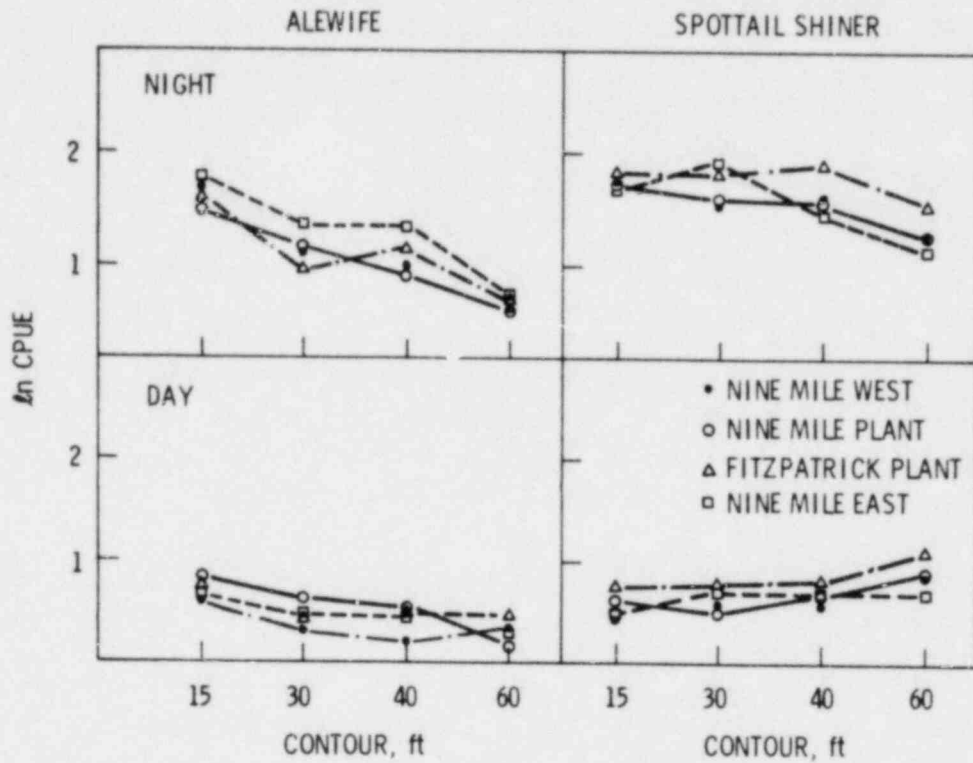 ALEWIFE
SPOTTAIL SHINER
NIGHT
2
1
ln CPUE
DAY
2
1
NINE MILE WEST
NINE MILE PLANT
FITZPATRICK PLANT
NINE MILE EAST
15 30 40 60
15 30 40 60
CONTOUR, ft
CONTOUR, ft